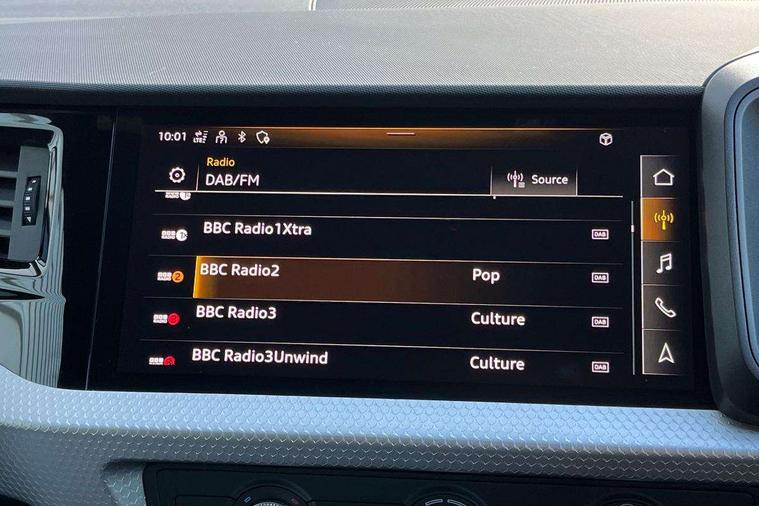 10:01 LTE
Radio
DAB/FM
Source
BBC Radio1Xtra DAB
BBC Radio2 Pop DAB
BBC Radio3 Culture DAB
BBC Radio3Unwind Culture DAB